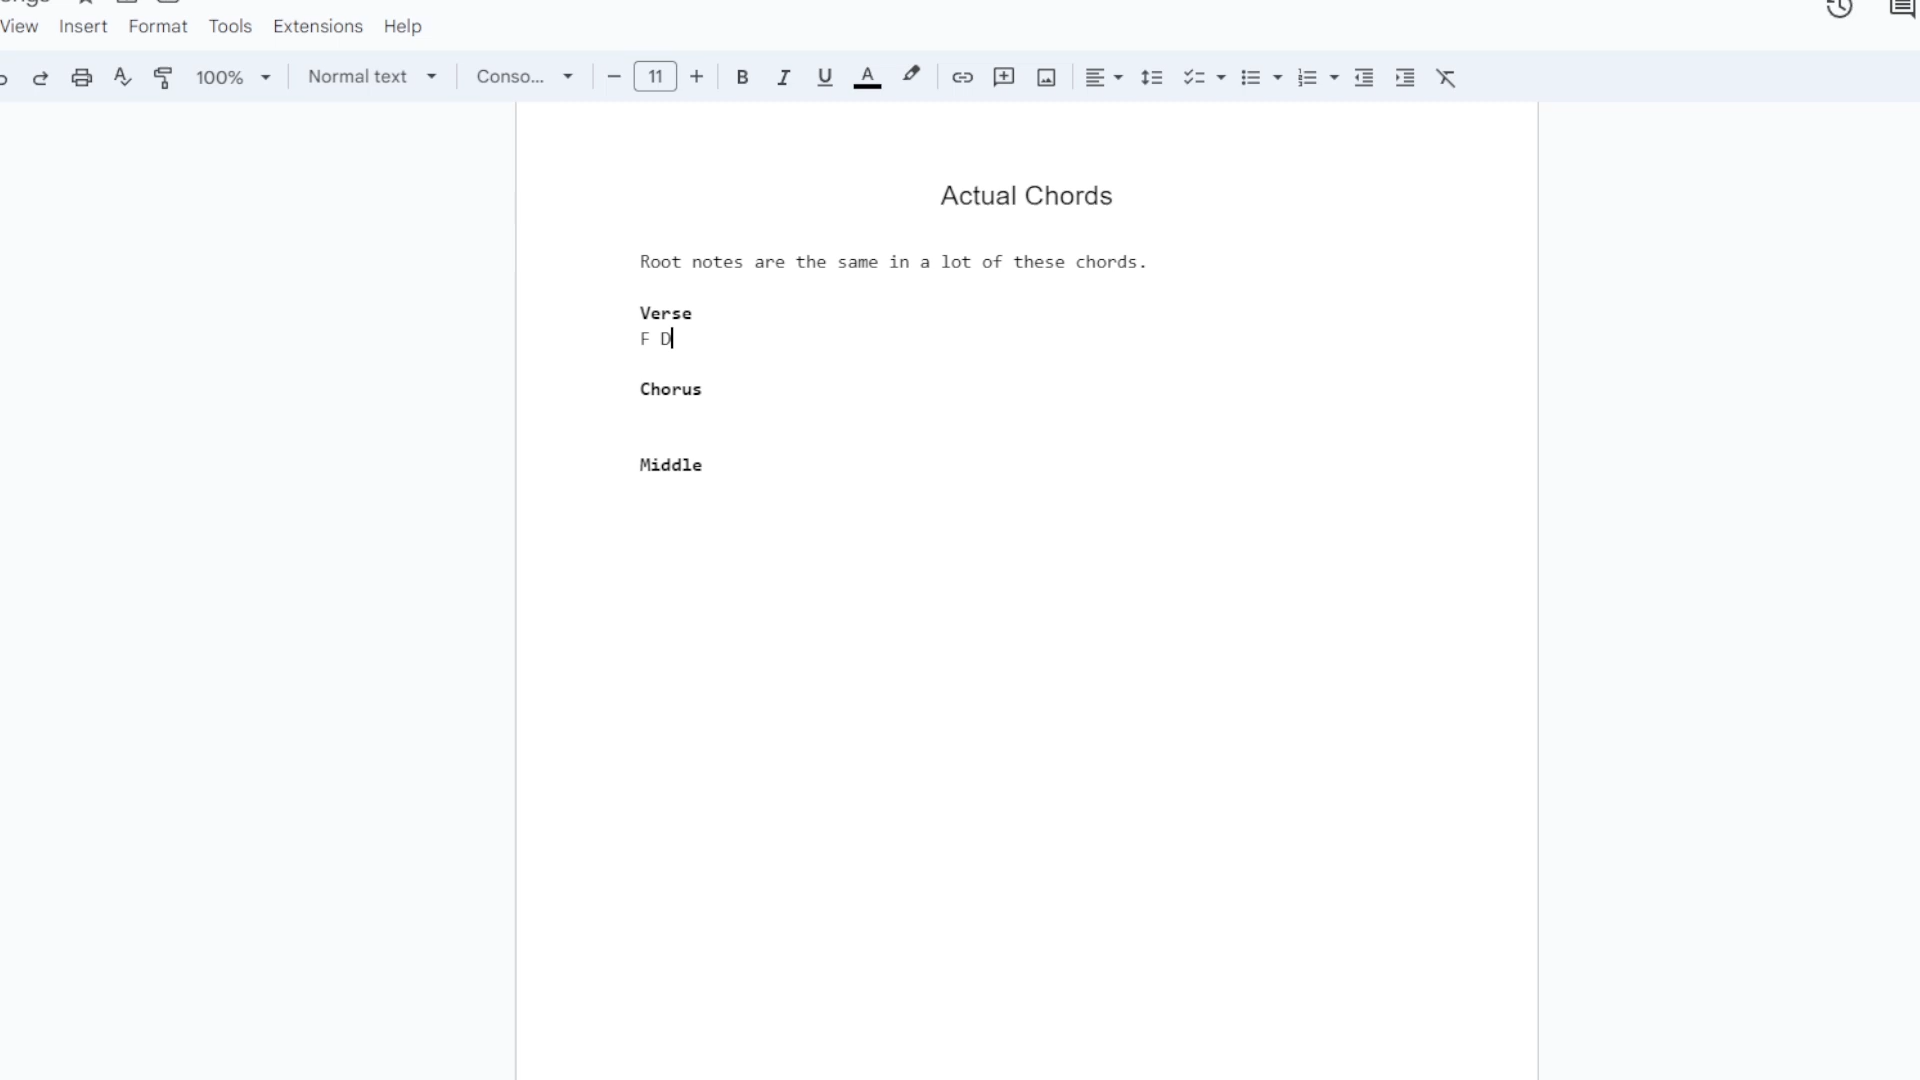 View Insert Format Tools Extensions Help
100% Normal text Conso... 11 B I U A
Actual Chords
Root notes are the same in a lot of these chords.
Verse
F D
Chorus
Middle